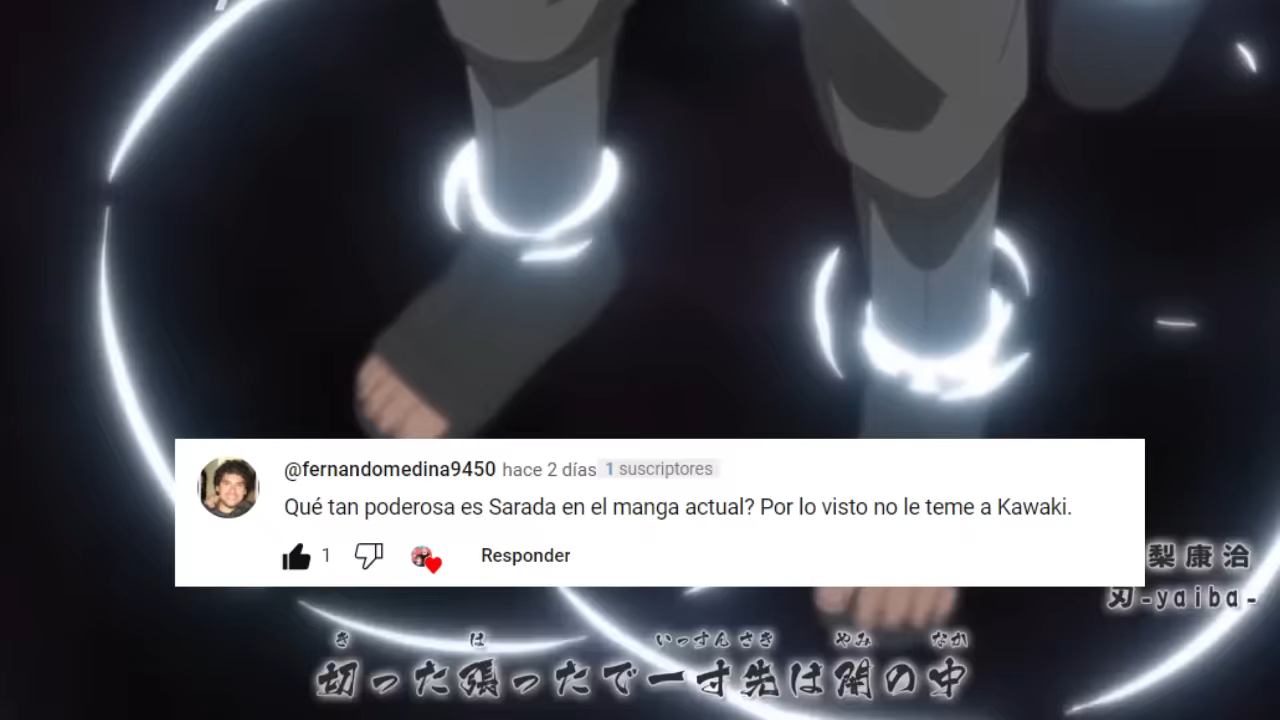 @fernandomedina9450 hace 2 días 1 suscriptores
Qué tan poderosa es Sarada en el manga actual? Por lo visto no le teme a Kawaki.
1 Responder
梨康治
刃-yaiba-
き は いっすんさき やみ なか
切った張ったで一寸先は闇の中